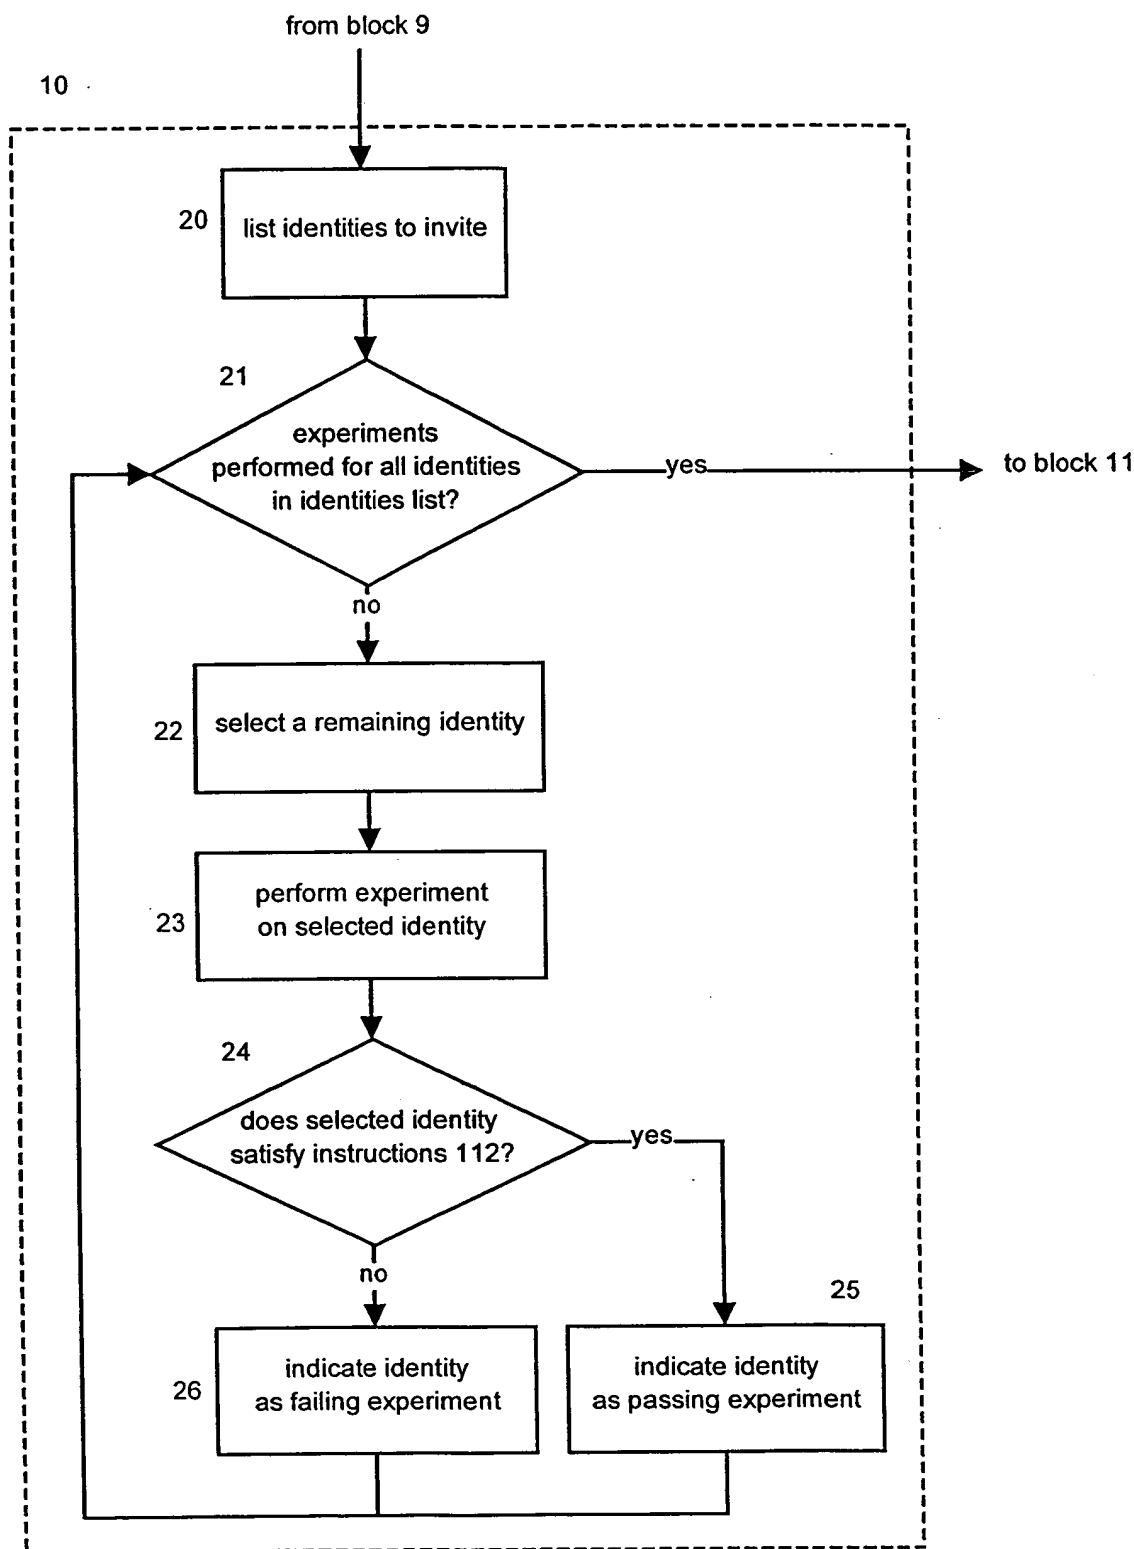 from block 9
10
20
list identities to invite
21
experiments
performed for all identities
in identities list?
yes
to block 11
no
22
select a remaining identity
23
perform experiment
on selected identity
24
does selected identity
satisfy instructions 112?
yes
no
25
26
indicate identity
as failing experiment
indicate identity
as passing experiment